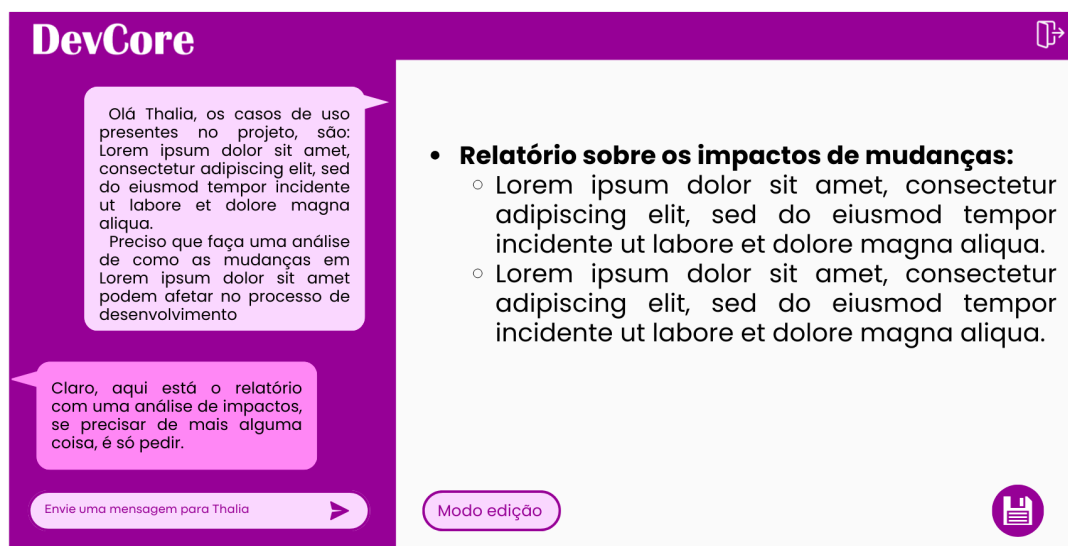 DevCore
Olá Thalia, os casos de uso
presentes no projeto, são:
Lorem ipsum dolor sit amet,
consectetur adipiscing elit, sed
do eiusmod tempor incidente
ut labore et dolore magna
aliqua.
Preciso que faça uma análise
de como as mudanças em
Lorem ipsum dolor sit amet
podem afetar no processo de
desenvolvimento
Claro, aqui está o relatório
com uma análise de impactos,
se precisar de mais alguma
coisa, é só pedir.
Envie uma mensagem para Thalia
• Relatório sobre os impactos de mudanças:
○ Lorem ipsum dolor sit amet, consectetur
adipiscing elit, sed do eiusmod tempor
incidente ut labore et dolore magna aliqua.
○ Lorem ipsum dolor sit amet, consectetur
adipiscing elit, sed do eiusmod tempor
incidente ut labore et dolore magna aliqua.
Modo edição